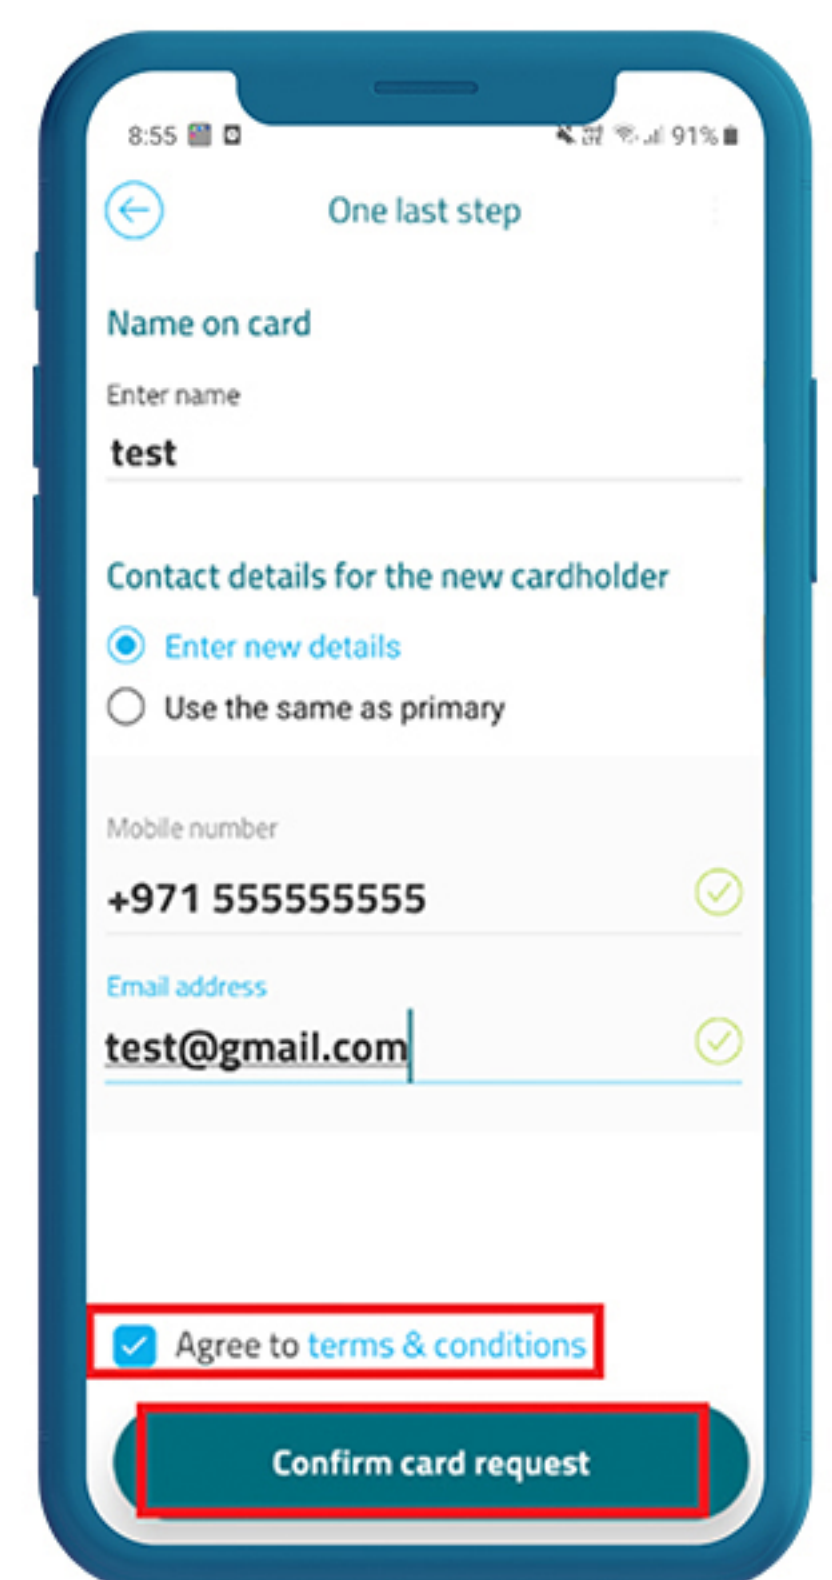 8:55
91%
One last step
Name on card
Enter name
test
Contact details for the new cardholder
Enter new details
Use the same as primary
Mobile number
+971 555555555
Email address
test@gmail.com
Agree to terms & conditions
Confirm card request